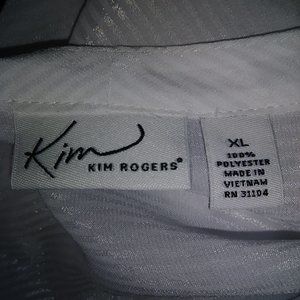 Kim
KIM ROGERS®
XL
100%
POLYESTER
MADE IN
VIETNAM
RN 31104